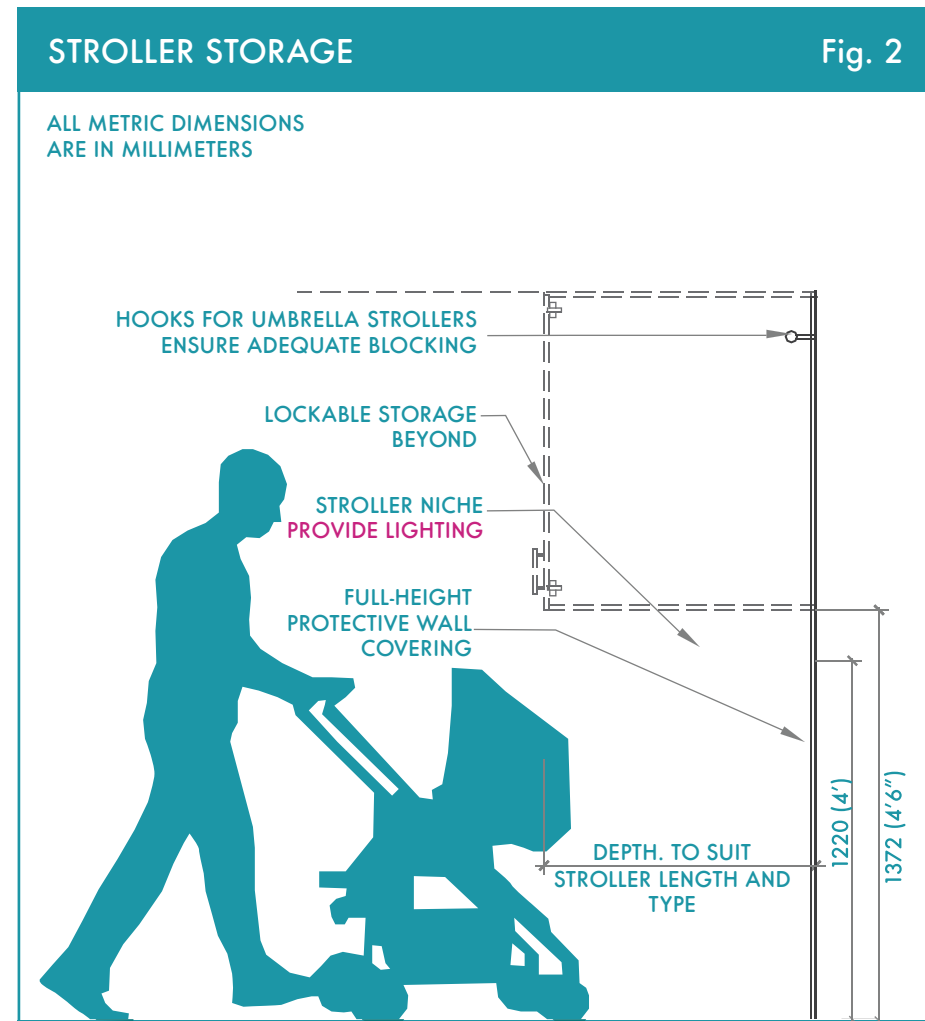 STROLLER STORAGE
Fig. 2
ALL METRIC DIMENSIONS
ARE IN MILLIMETERS
HOOKS FOR UMBRELLA STROLLERS
ENSURE ADEQUATE BLOCKING
LOCKABLE STORAGE
BEYOND
STROLLER NICHE
PROVIDE LIGHTING
FULL-HEIGHT
PROTECTIVE WALL
COVERING
DEPTH. TO SUIT
STROLLER LENGTH AND
TYPE
1220 (4')
1372 (4'6")